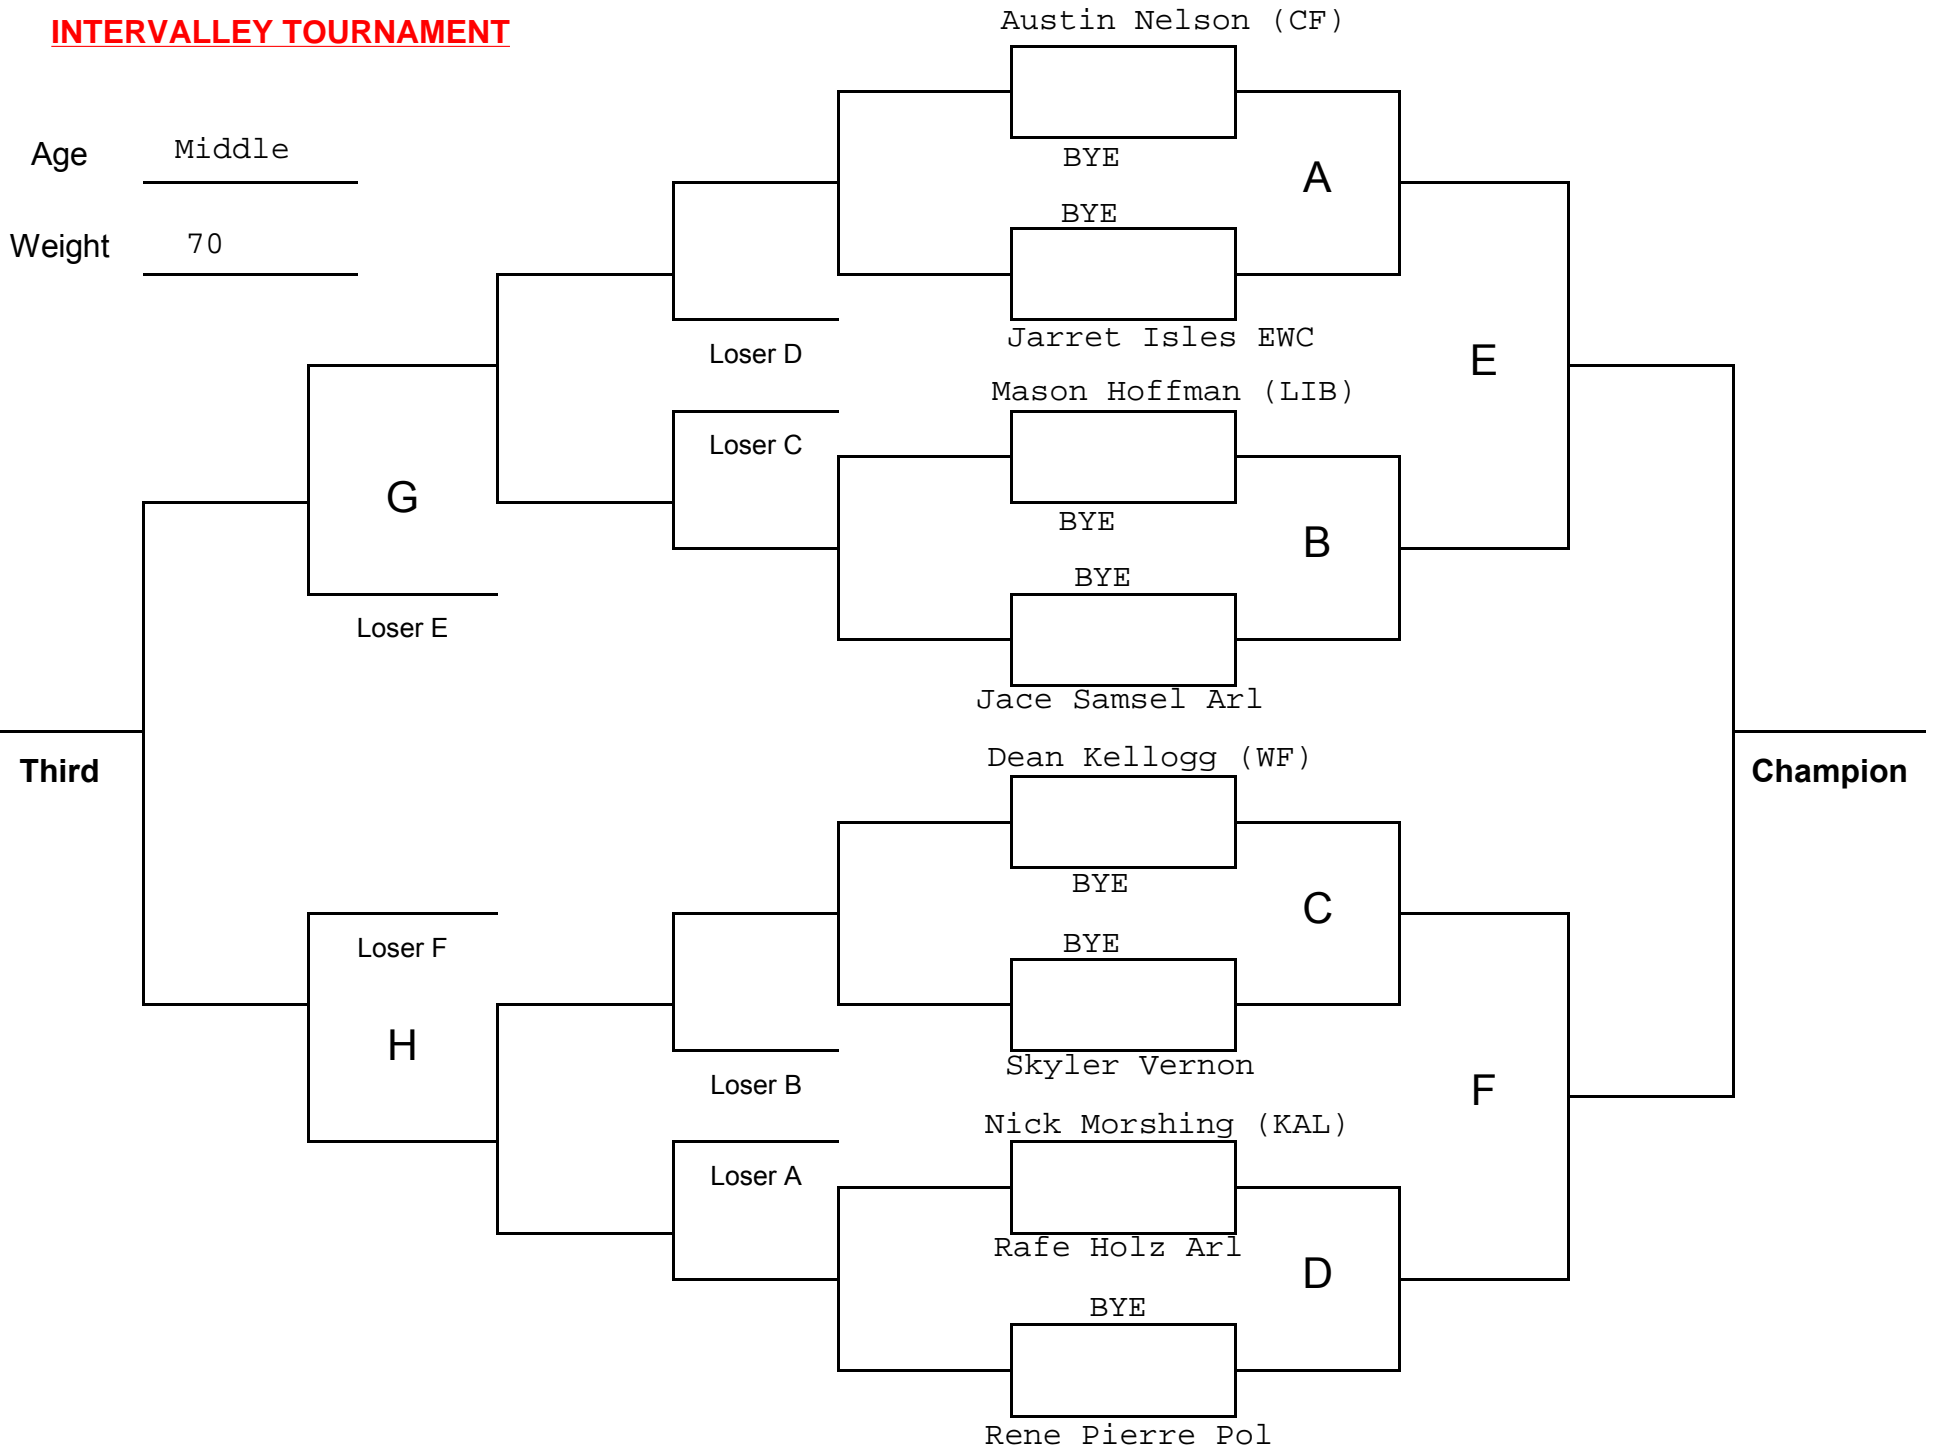 INTERVALLEY TOURNAMENT
Austin Nelson (CF)
Age Middle
BYE
A
BYE
Weight 70
Jarret Isles EWC
Loser D
E
Mason Hoffman (LIB)
Loser C
G
BYE
B
BYE
Loser E
Jace Samsel Arl
Dean Kellogg (WF)
Third
Champion
BYE
C
BYE
Loser F
H
Skyler Vernon
Loser B
F
Nick Morshing (KAL)
Loser A
Rafe Holz Arl
D
BYE
Rene Pierre Pol